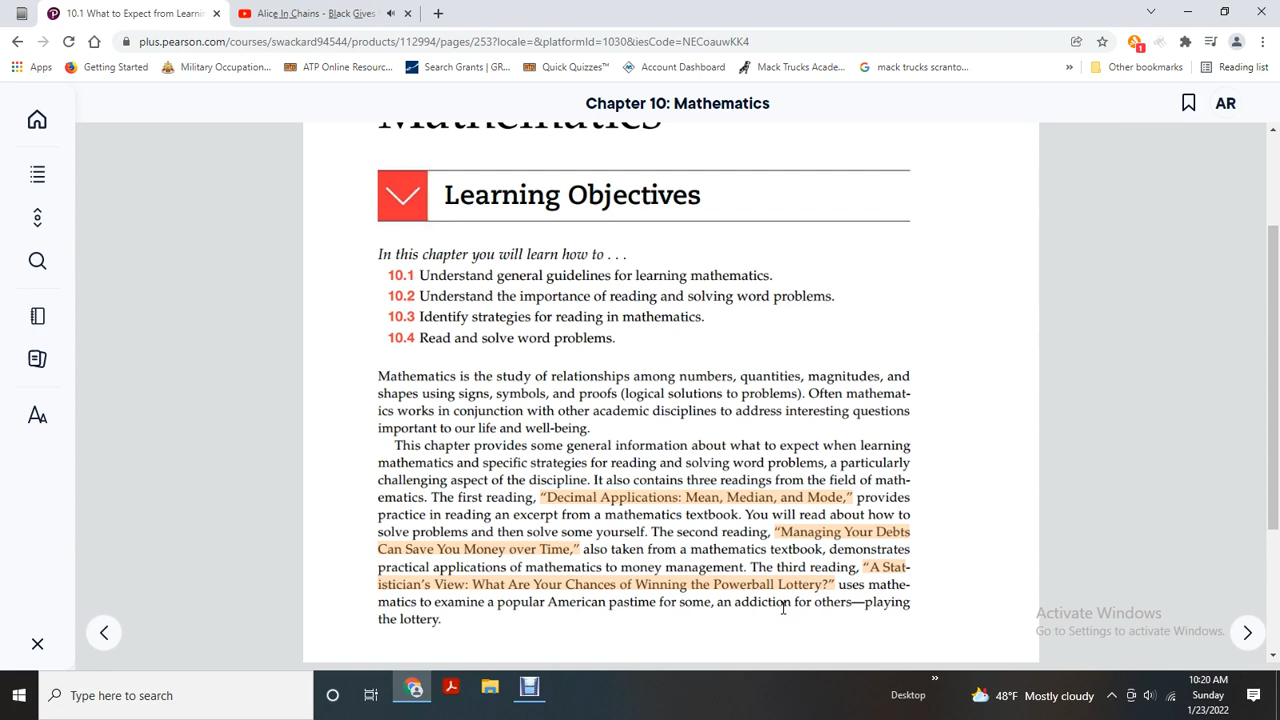 10.1 What to Expect from Learni
Alice In Chains - Black Gives
plus.pearson.com/courses/swackard94544/products/112994/pages/253?locale=&platformId=1030&iesCode=NECoauwKK4
1
Apps
Getting Started
Military Occupation...
ATP Online Resourc...
Search Grants | GR...
Quick Quizzes™
Account Dashboard
Mack Trucks Acade...
mack trucks scranto...
»
Other bookmarks
Reading list
Chapter 10: Mathematics
AR
Mathematics
Learning Objectives
In this chapter you will learn how to . . .
10.1 Understand general guidelines for learning mathematics.
10.2 Understand the importance of reading and solving word problems.
10.3 Identify strategies for reading in mathematics.
10.4 Read and solve word problems.
Mathematics is the study of relationships among numbers, quantities, magnitudes, and
shapes using signs, symbols, and proofs (logical solutions to problems). Often mathemat-
ics works in conjunction with other academic disciplines to address interesting questions
important to our life and well-being.
This chapter provides some general information about what to expect when learning
mathematics and specific strategies for reading and solving word problems, a particularly
challenging aspect of the discipline. It also contains three readings from the field of math-
ematics. The first reading, “Decimal Applications: Mean, Median, and Mode,” provides
practice in reading an excerpt from a mathematics textbook. You will read about how to
solve problems and then solve some yourself. The second reading, “Managing Your Debts
Can Save You Money over Time,” also taken from a mathematics textbook, demonstrates
practical applications of mathematics to money management. The third reading, “A Stat-
istician’s View: What Are Your Chances of Winning the Powerball Lottery?” uses mathe-
matics to examine a popular American pastime for some, an addiction for others—playing
the lottery.
Activate Windows
Go to Settings to activate Windows.
AA
Type here to search
Desktop
»
48°F Mostly cloudy
10:20 AM
Sunday
1/23/2022